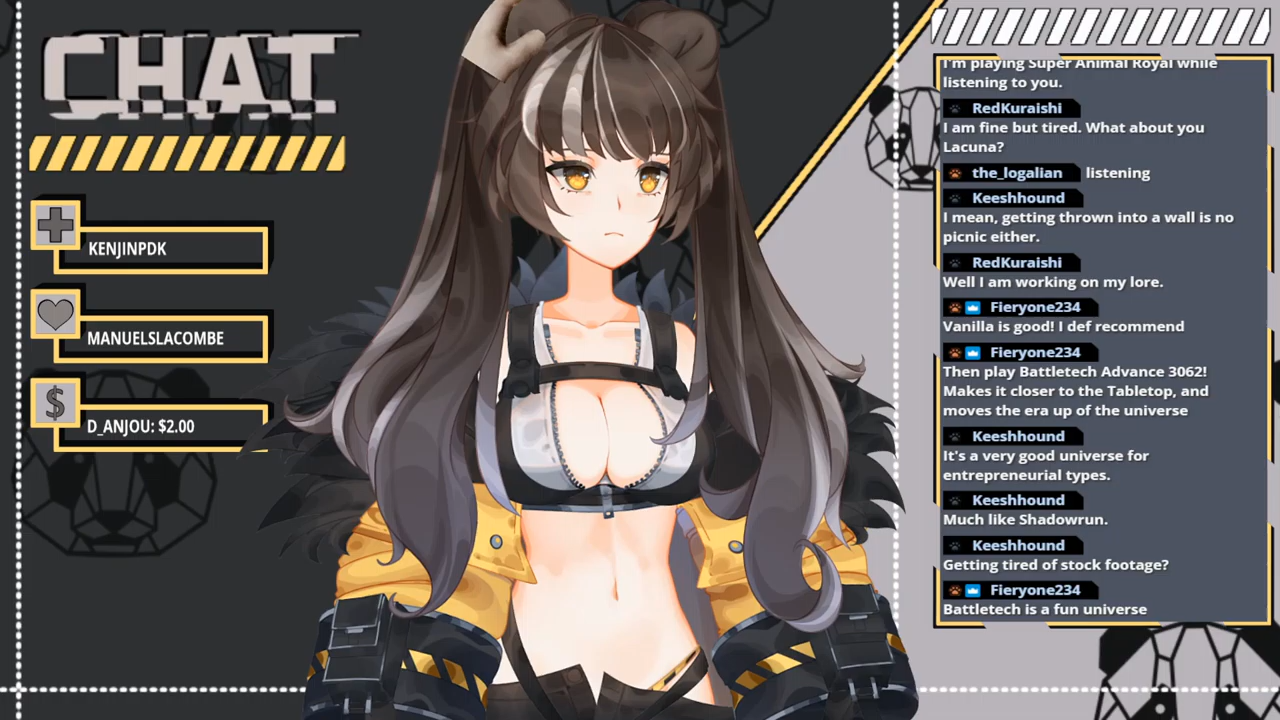 CHAT
KENJINPDK
MANUELSLACOMBE
$
D_ANJOU: $2.00
I'm playing Super Animal Royal while
listening to you.
RedKuraishi
I am fine but tired. What about you
Lacuna?
the_logalian listening
Keeshhound
I mean, getting thrown into a wall is no
picnic either.
RedKuraishi
Well I am working on my lore.
Fieryone234
Vanilla is good! I def recommend
Fieryone234
Then play Battletech Advance 3062!
Makes it closer to the Tabletop, and
moves the era up of the universe
Keeshhound
It's a very good universe for
entrepreneurial types.
Keeshhound
Much like Shadowrun.
Keeshhound
Getting tired of stock footage?
Fieryone234
Battletech is a fun universe